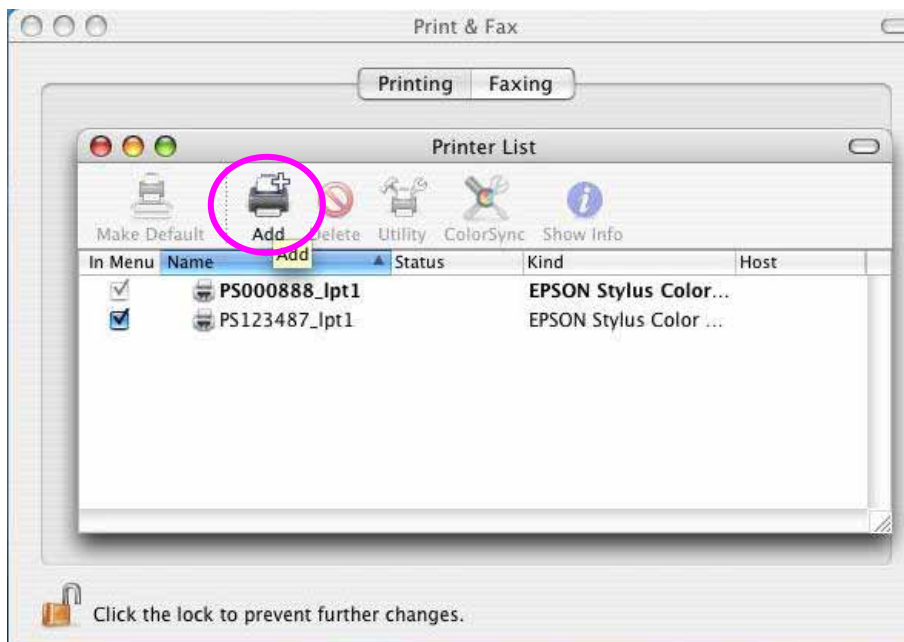 Print & Fax
Printing Faxing
Printer List
Make Default Add Delete Utility ColorSync Show Info
Add
In Menu Name Status Kind Host
PS000888_lpt1 EPSON Stylus Color...
PS123487_lpt1 EPSON Stylus Color ...
Click the lock to prevent further changes.